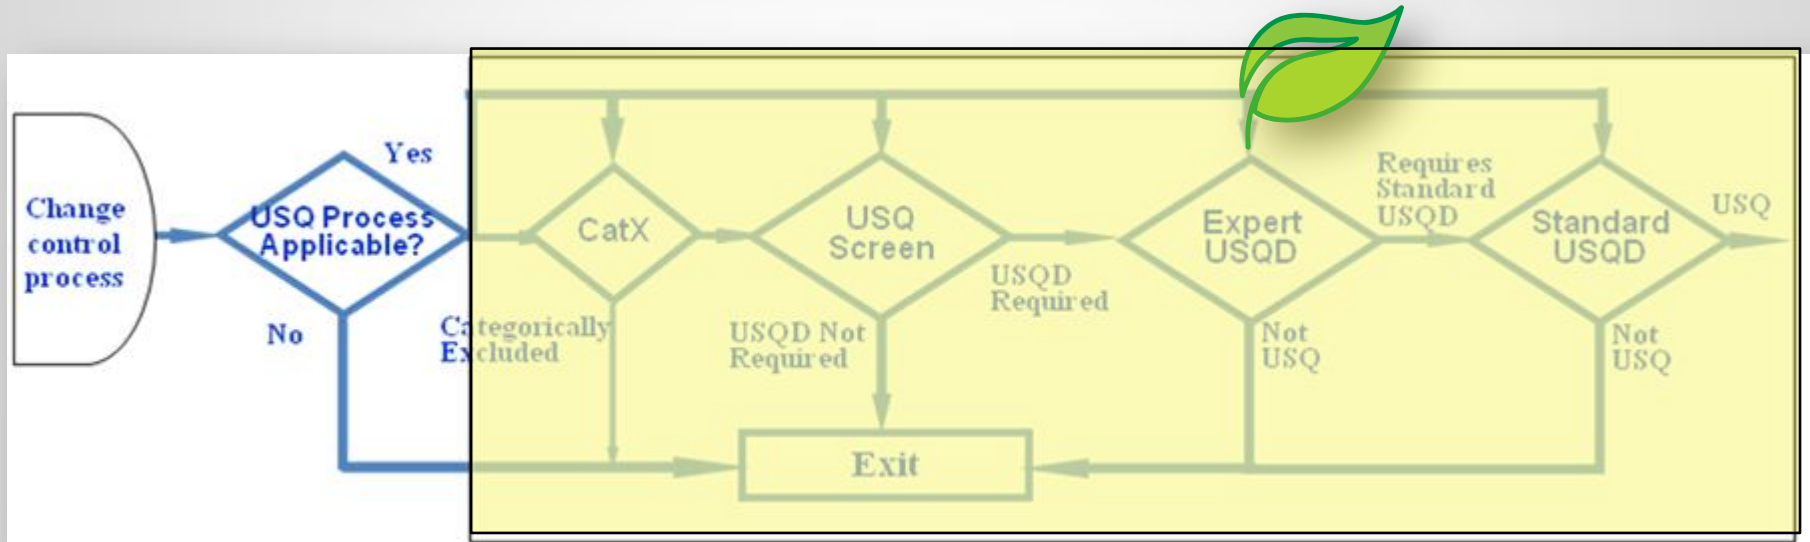 Change
control
process
Yes
USQ Process
Applicable?
No
CatX
Categorically
Excluded
USQ
Screen
USQD Not
Required
USQD
Required
Expert
USQD
Not
USQ
Requires
Standard
USQD
Standard
USQD
USQ
Not
USQ
Exit